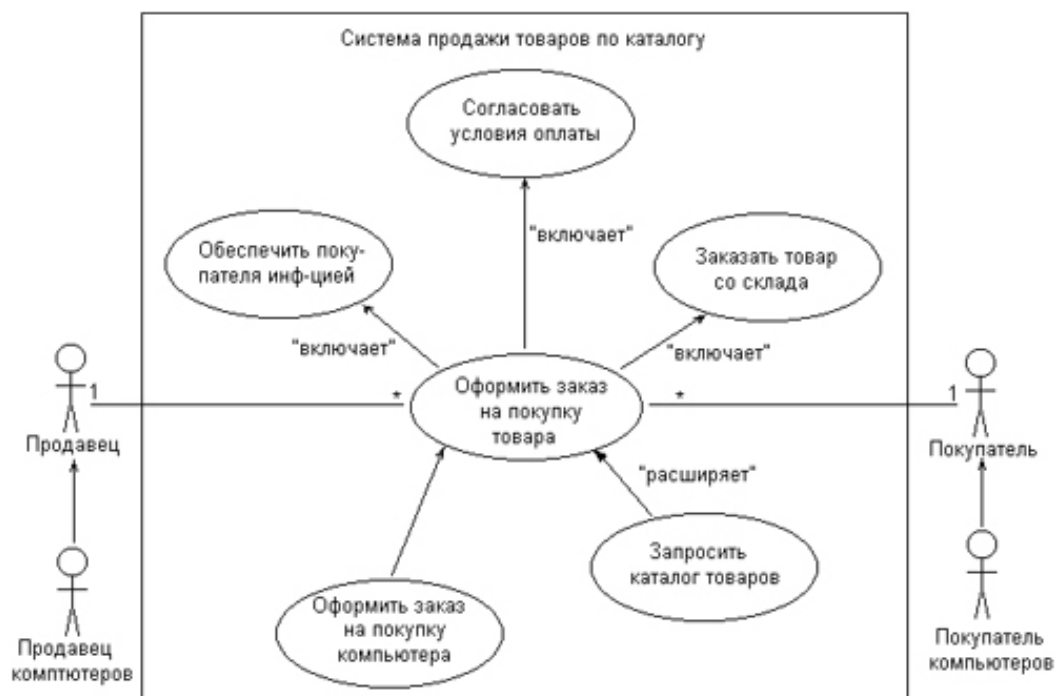 Система продажи товаров по каталогу
Согласовать
условия оплаты
"включает"
Обеспечить поку-
пателя инф-цией
Заказать товар
со склада
"включает"
"включает"
1
*
Оформить заказ
на покупку
товара
*
1
Продавец
Покупатель
"расширяет"
Запросить
каталог товаров
Оформить заказ
на покупку
компьютера
Продавец
комптютеров
Покупатель
компьютеров